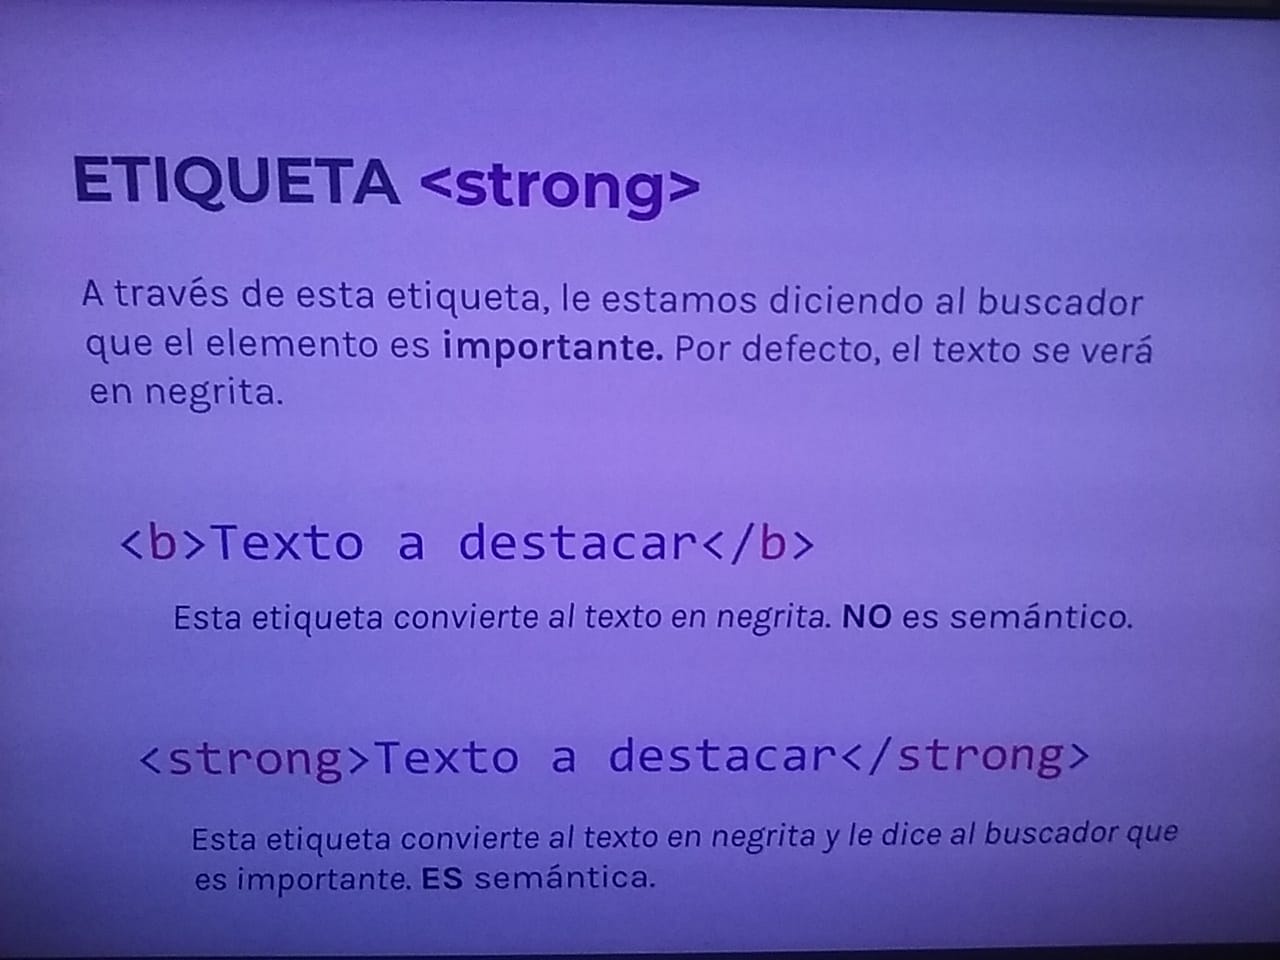 ETIQUETA <strong>
A través de esta etiqueta, le estamos diciendo al buscador
que el elemento es importante. Por defecto, el texto se verá
en negrita.
<b>Texto a destacar</b>
Esta etiqueta convierte al texto en negrita. NO es semántico.
<strong>Texto a destacar</strong>
Esta etiqueta convierte al texto en negrita y le dice al buscador que
es importante. ES semántica.